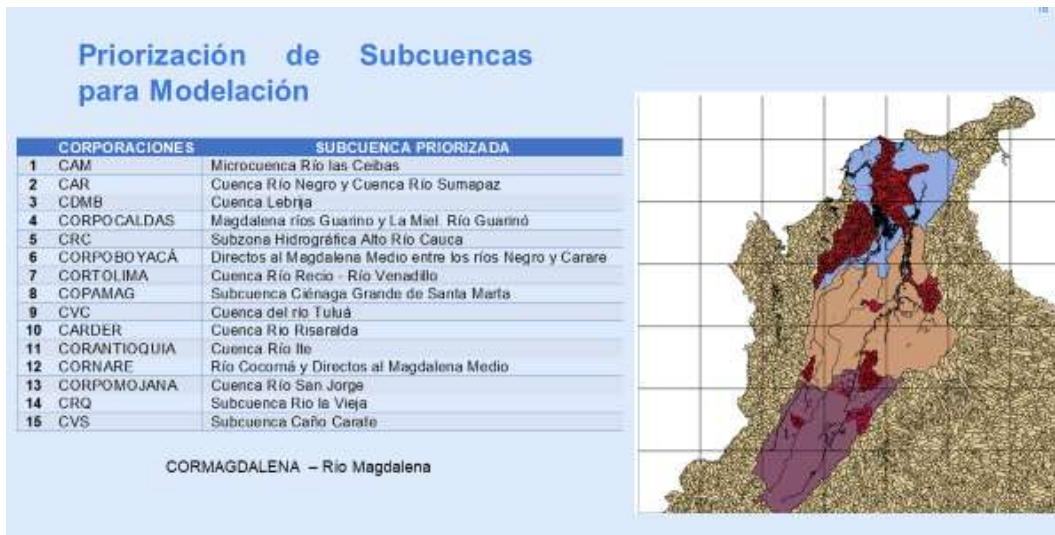 18
Priorización de Subcuencas
para Modelación
CORPORACIONES SUBCUENCA PRIORIZADA
1 CAM Microcuenca Río las Ceibas
2 CAR Cuenca Río Negro y Cuenca Río Sumapaz
3 CDMB Cuenca Lebrija
4 CORPOCALDAS Magdalena ríos Guarino y La Miel. Río Guarinó
5 CRC Subzona Hidrográfica Alto Río Cauca
6 CORPOBOYACÁ Directos al Magdalena Medio entre los ríos Negro y Carare
7 CORTOLIMA Cuenca Río Recio - Río Venadillo
8 COPAMAG Subcuenca Ciénaga Grande de Santa Marta
9 CVC Cuenca del río Tuluá
10 CARDER Cuenca Rio Risaralda
11 CORANTIOQUIA Cuenca Río Ite
12 CORNARE Río Cocorná y Directos al Magdalena Medio
13 CORPOMOJANA Cuenca Río San Jorge
14 CRQ Subcuenca Rio la Vieja
15 CVS Subcuenca Caño Carate
CORMAGDALENA – Río Magdalena